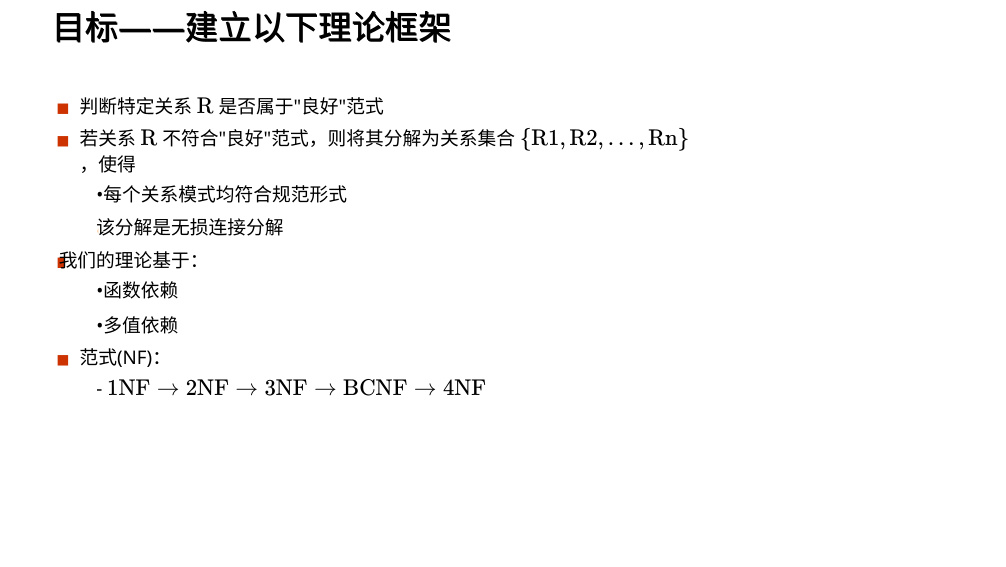 目标——建立以下理论框架
■ 判断特定关系 R 是否属于"良好"范式
■ 若关系 R 不符合"良好"范式，则将其分解为关系集合 {R1, R2, . . . , Rn}
，使得
•每个关系模式均符合规范形式
该分解是无损连接分解
■我们的理论基于：
•函数依赖
•多值依赖
■ 范式(NF)：
- 1NF → 2NF → 3NF → BCNF → 4NF